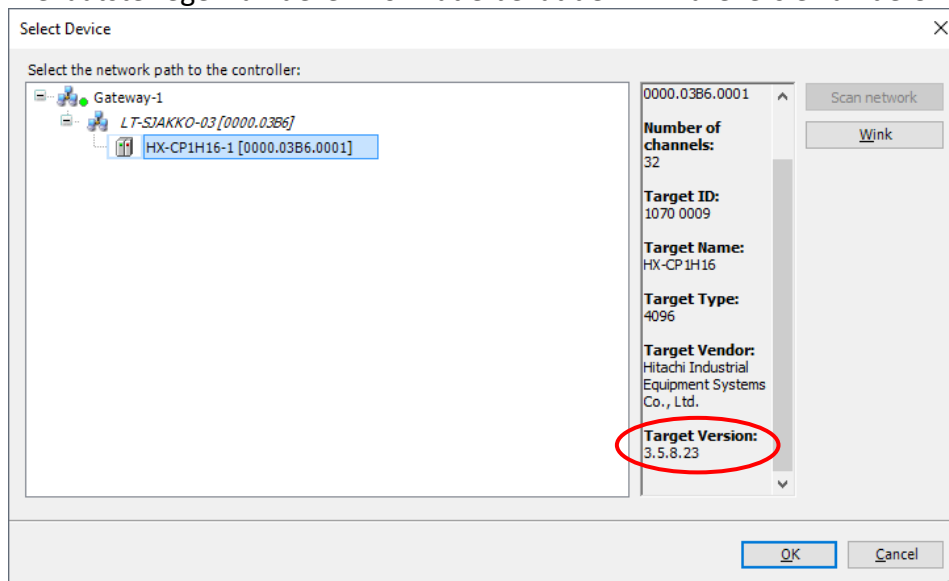 Select Device
Select the network path to the controller:
Gateway-1
LT-SJAKKO-03 [0000.03B6]
HX-CP1H16-1 [0000.03B6.0001]
0000.03B6.0001
Number of
channels:
32
Target ID:
1070 0009
Target Name:
HX-CP1H16
Target Type:
4096
Target Vendor:
Hitachi Industrial
Equipment Systems
Co., Ltd.
Target Version:
3.5.8.23
Scan network
Wink
OK
Cancel